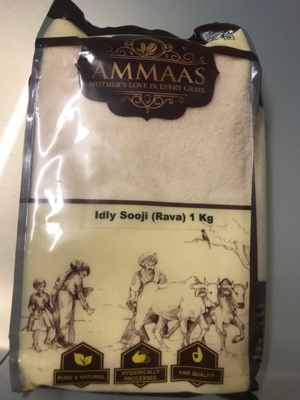 AMMAAS
MOTHER'S LOVE IN EVERY GRAIN
Idly Sooji (Rava) 1 Kg
PURE & NATURAL
HYGIENICALLY
PROCESSED
FINE QUALITY